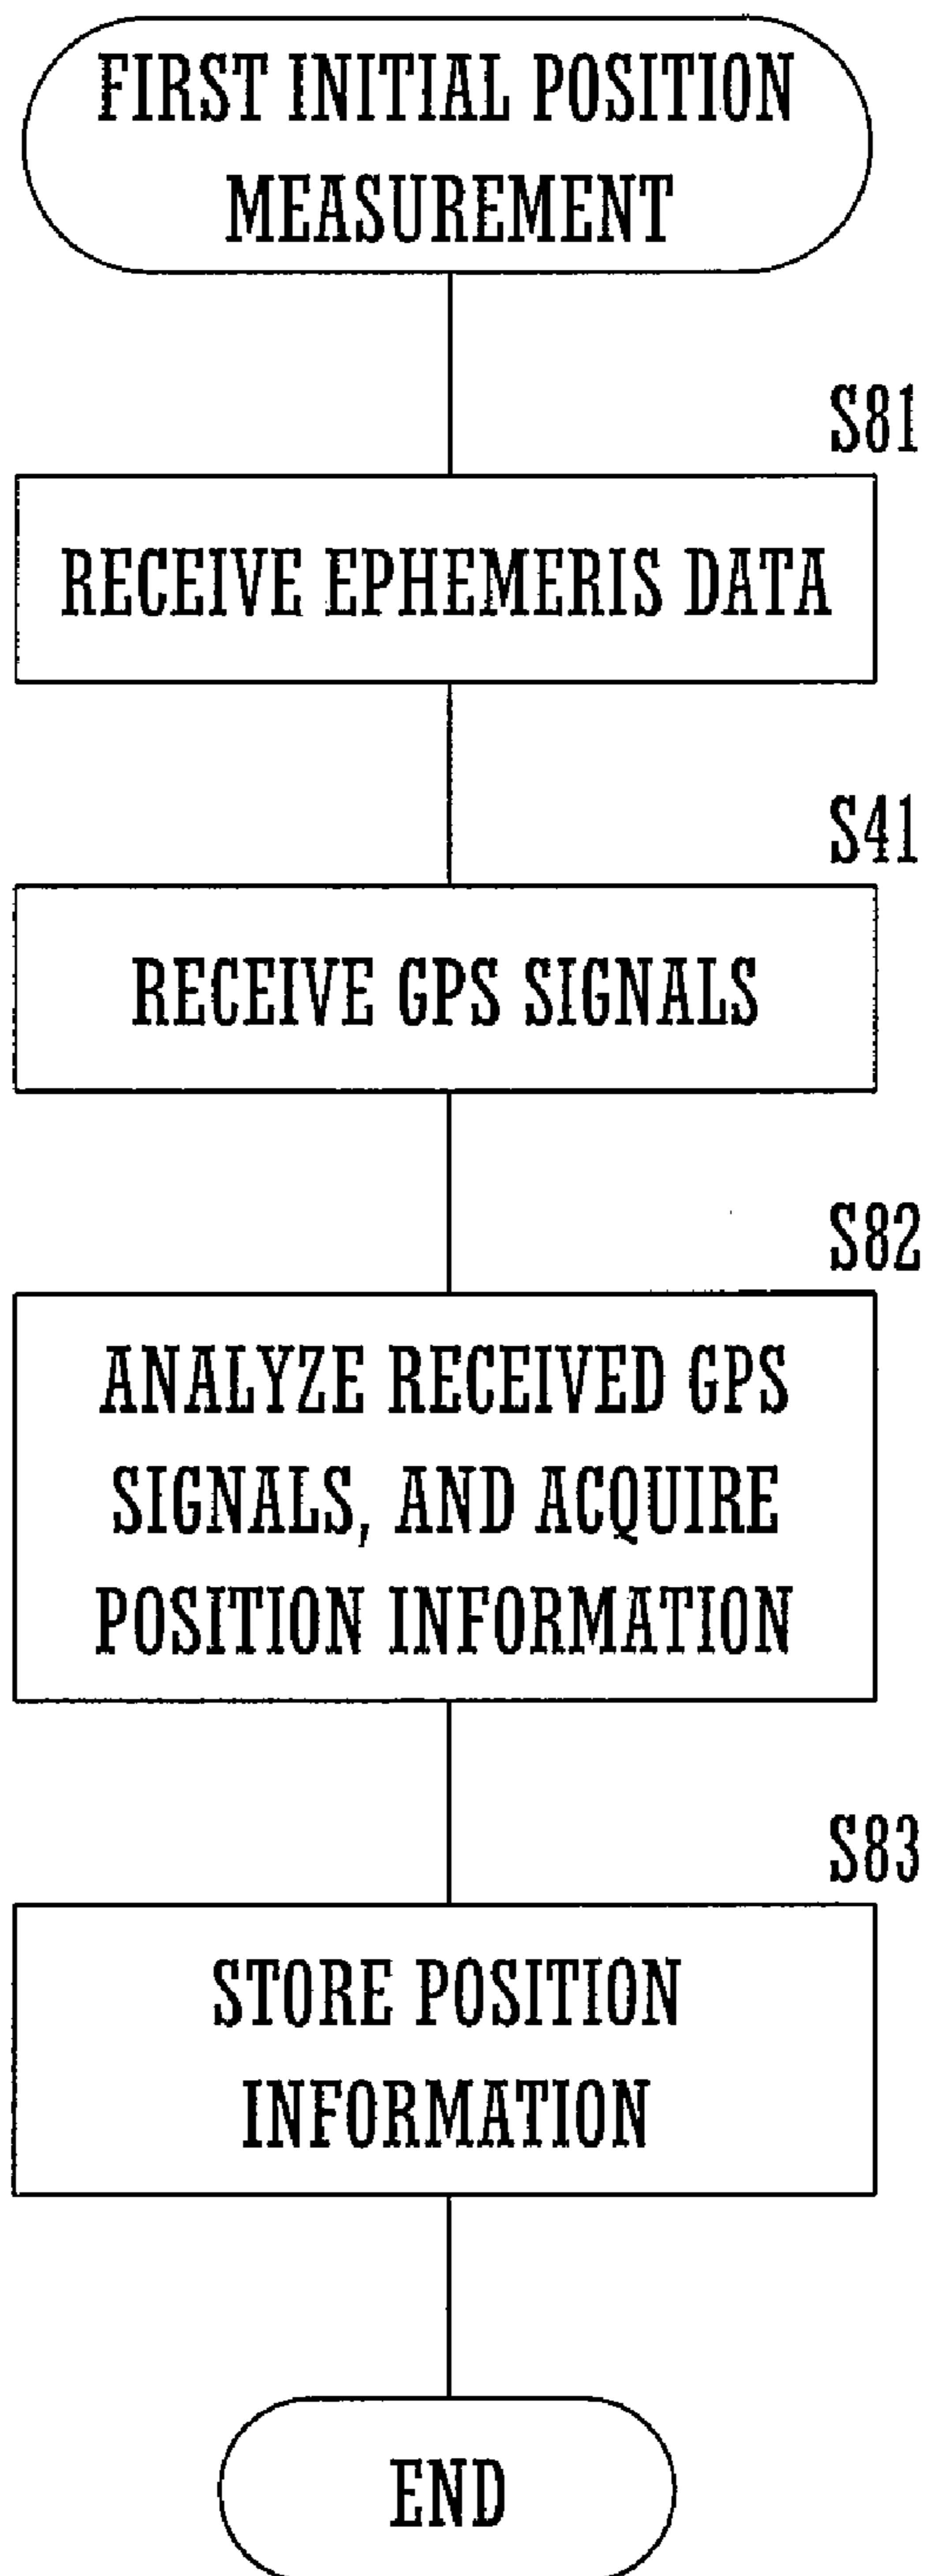 FIRST INITIAL POSITION
MEASUREMENT
S81
RECEIVE EPHEMERIS DATA
S41
RECEIVE GPS SIGNALS
S82
ANALYZE RECEIVED GPS
SIGNALS, AND ACQUIRE
POSITION INFORMATION
S83
STORE POSITION
INFORMATION
END